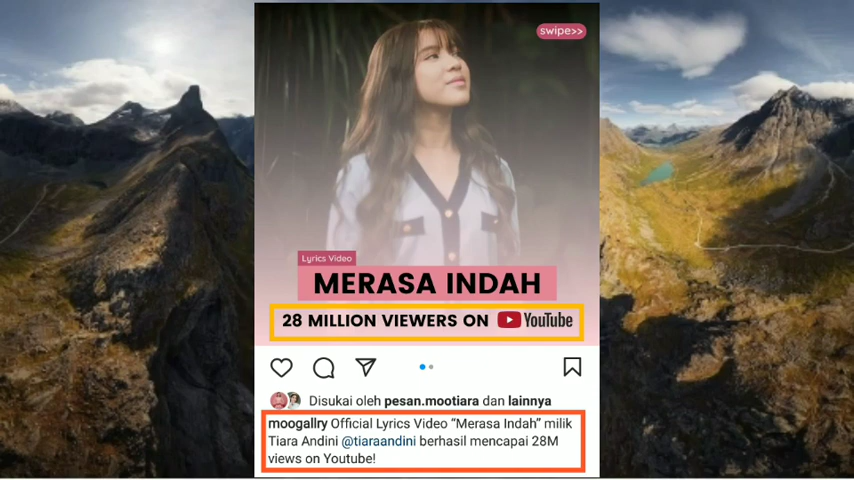 swipe>>
Lyrics Video
MERASA INDAH
28 MILLION VIEWERS ON YouTube
Disukai oleh pesan.mootiara dan lainnya
moogallry Official Lyrics Video “Merasa Indah” milik
Tiara Andini @tiaraandini berhasil mencapai 28M
views on Youtube!